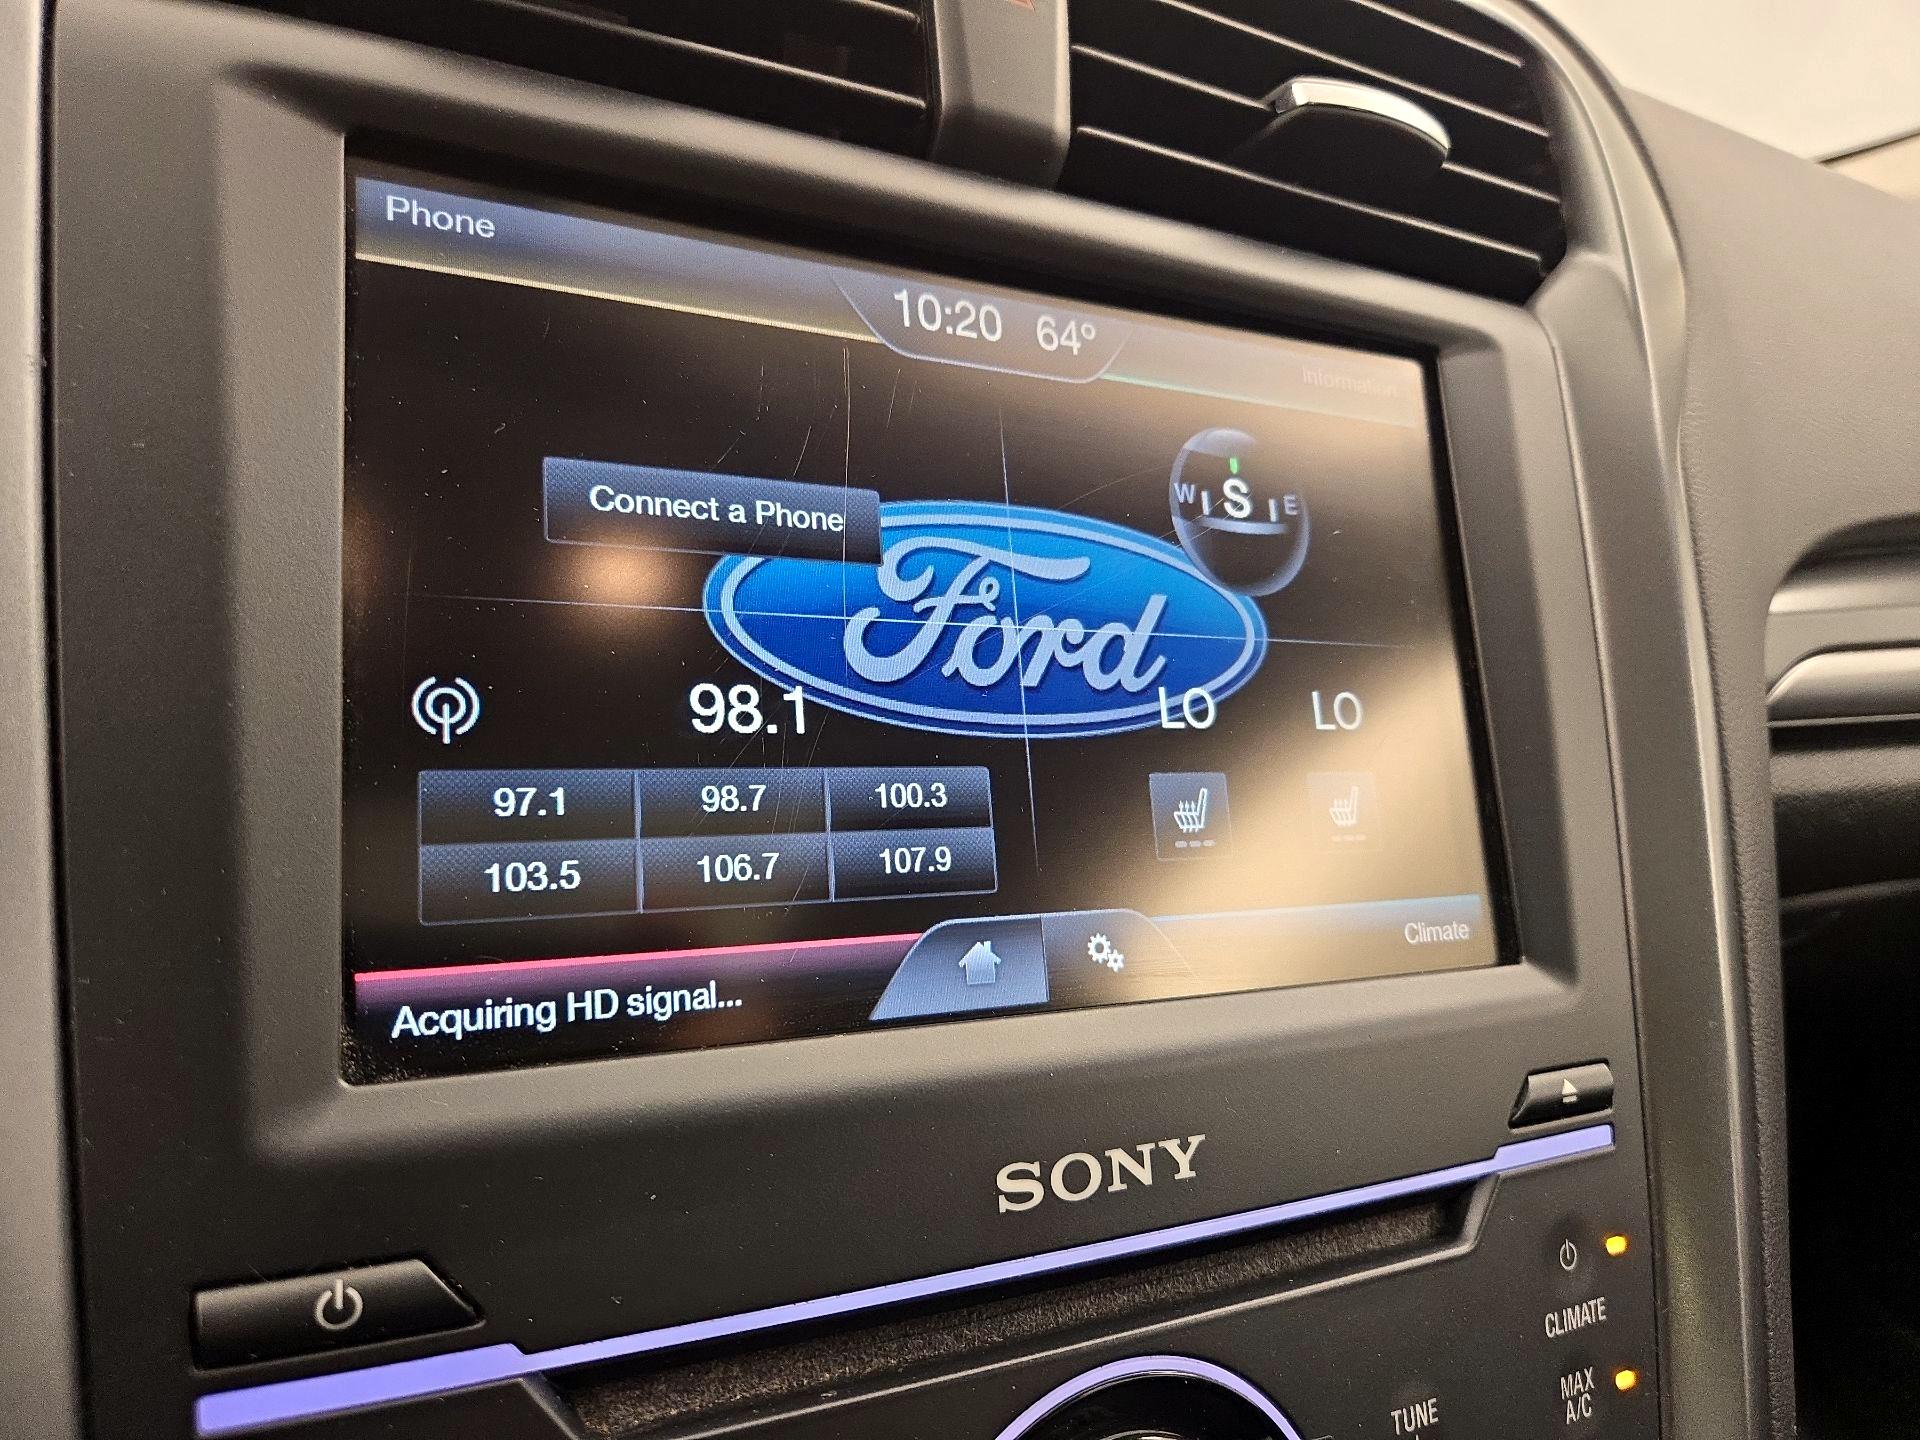 Phone
10:20 64°
Information
Connect a Phone
W S E
Ford
98.1
LO LO
97.1 98.7 100.3
103.5 106.7 107.9
Climate
Acquiring HD signal...
SONY
CLIMATE
MAX
A/C
TUNE